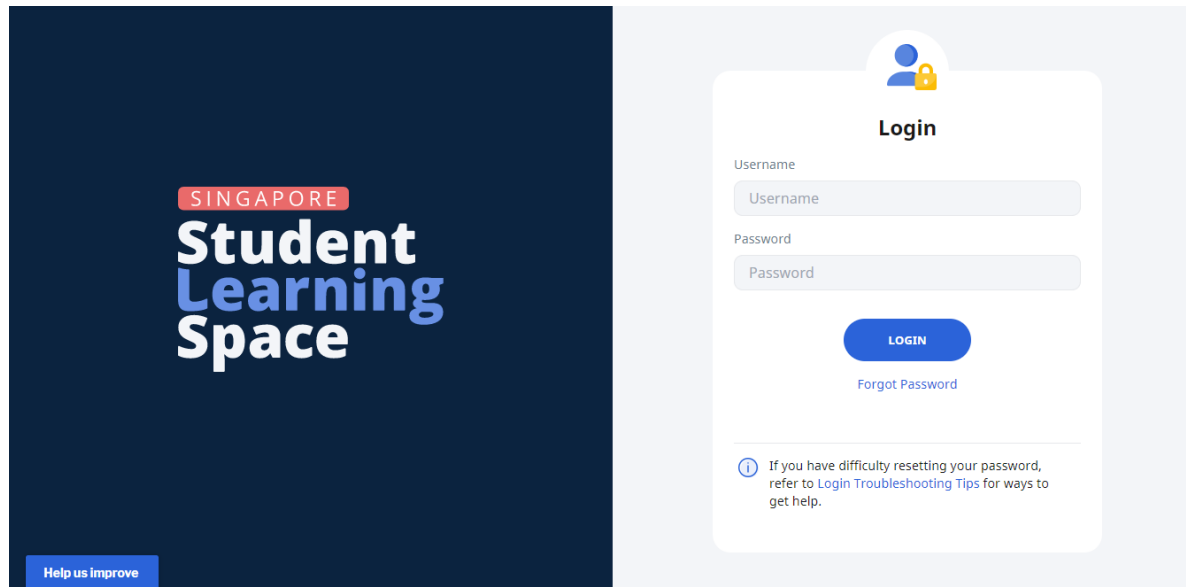 SINGAPORE
Student
Learning
Space
Help us improve
Login
Username
Username
Password
Password
LOGIN
Forgot Password
If you have difficulty resetting your password,
refer to Login Troubleshooting Tips for ways to
get help.